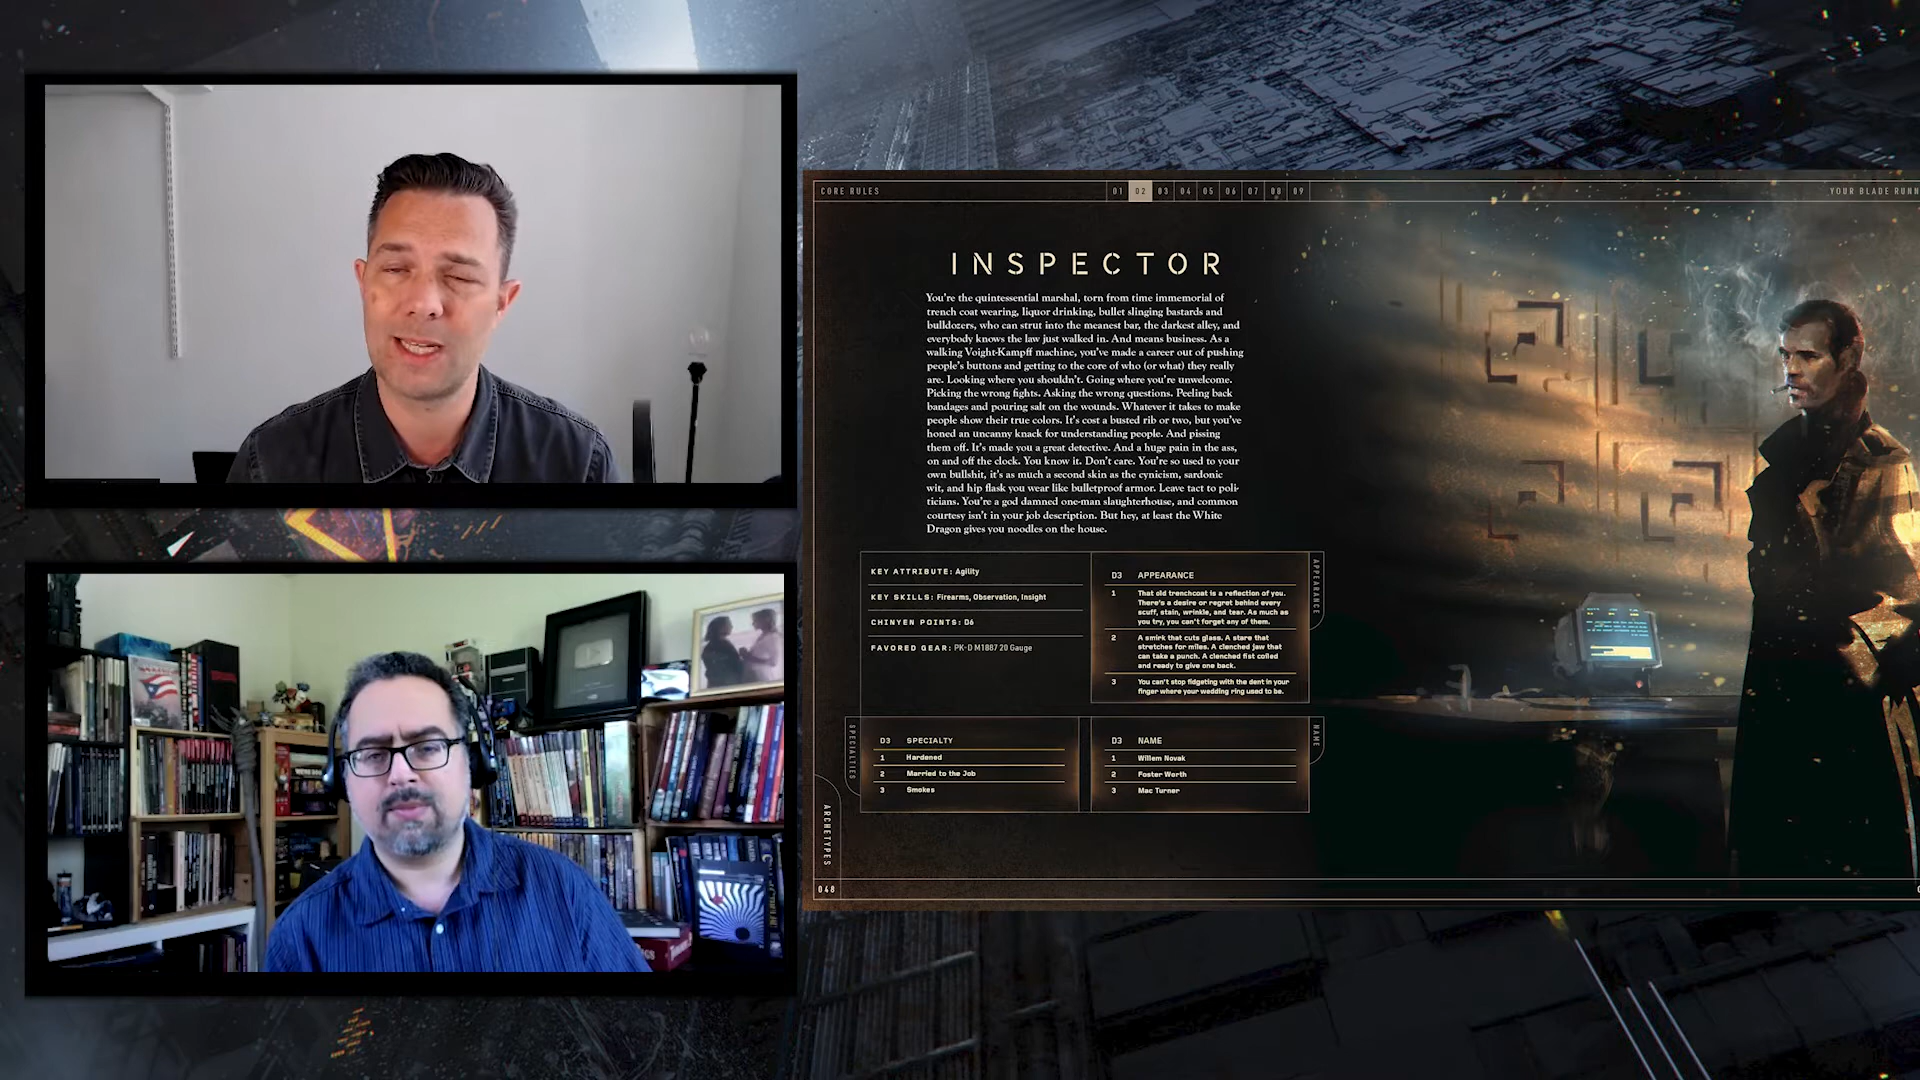 CORE RULES
01 02 03 04 05 06 07 08 09
YOUR BLADE RUNN
INSPECTOR
You're the quintessential marshal, torn from time immemorial of
trench coat wearing, liquor drinking, bullet slinging bastards and
bulldozers, who can strut into the meanest bar, the darkest alley, and
everybody knows the law just walked in. And means business. As a
walking Voight-Kampff machine, you've made a career out of pushing
people's buttons and getting to the core of who (or what) they really
are. Looking where you shouldn't. Going where you're unwelcome.
Picking the wrong fights. Asking the wrong questions. Peeling back
bandages and pouring salt on the wounds. Whatever it takes to make
people show their true colors. It's cost a busted rib or two, but you've
honed an uncanny knack for understanding people. And pissing
them off. It's made you a great detective. And a huge pain in the ass,
on and off the clock. You know it. Don't care. You're so used to your
own bullshit, it's as much a second skin as the cynicism, sardonic
wit, and hip flask you wear like bulletproof armor. Leave tact to poli-
ticians. You're a god damned one-man slaughterhouse, and common
courtesy isn't in your job description. But hey, at least the White
Dragon gives you noodles on the house.
KEY ATTRIBUTE: Agility
KEY SKILLS: Firearms, Observation, Insight
CHINYEN POINTS: D6
FAVORED GEAR: PK-D M1887 20 Gauge
D3 APPEARANCE
1 That old trenchcoat is a reflection of you.
There's a desire or regret behind every
scuff, stain, wrinkle, and tear. As much as
you try, you can't forget any of them.
2 A smirk that cuts glass. A stare that
stretches for miles. A clenched jaw that
can take a punch. A clenched fist coiled
and ready to give one back.
3 You can't stop fidgeting with the dent in your
finger where your wedding ring used to be.
APPEARANCE
SPECIALTIES
D3 SPECIALTY
1 Hardened
2 Married to the Job
3 Smokes
D3 NAME
1 Willem Novak
2 Foster Worth
3 Mac Turner
NAME
ARCHETYPES
048